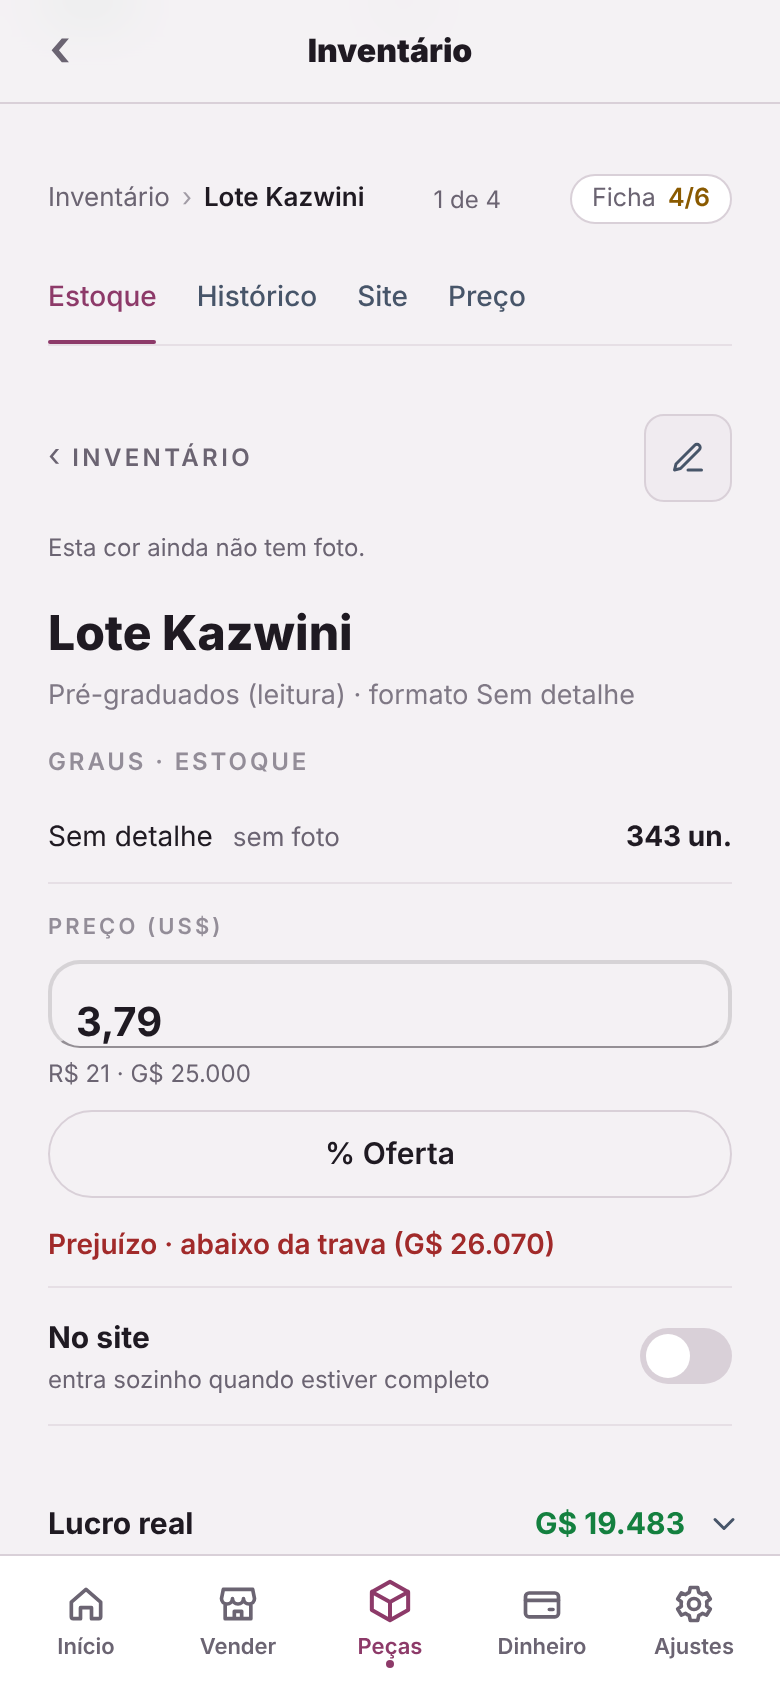 Inventário
Inventário › Lote Kazwini 1 de 4 Ficha 4/6
Estoque Histórico Site Preço
‹ INVENTÁRIO
Esta cor ainda não tem foto.
Lote Kazwini
Pré-graduados (leitura) · formato Sem detalhe
GRAUS · ESTOQUE
Sem detalhe sem foto 343 un.
PREÇO (US$)
3,79
R$ 21 · G$ 25.000
% Oferta
Prejuízo · abaixo da trava (G$ 26.070)
No site
entra sozinho quando estiver completo
Lucro real G$ 19.483
Início Vender Peças Dinheiro Ajustes